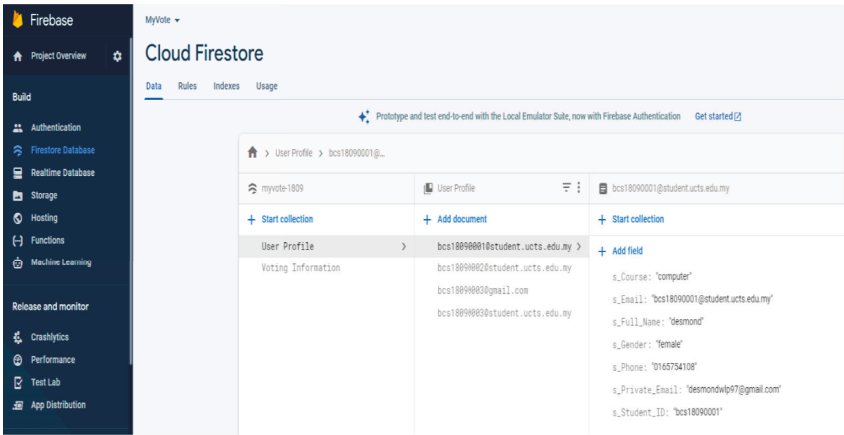 Firebase
Project Overview
Build
Authentication
Firestore Database
Realtime Database
Storage
Hosting
Functions
Machine Learning
Release and monitor
Crashlytics
Performance
Test Lab
App Distribution
MyVote
Cloud Firestore
Data Rules Indexes Usage
Prototype and test end-to-end with the Local Emulator Suite, now with Firebase Authentication Get started
User Profile > bcs18090001@...
myvote-1809
+ Start collection
User Profile
Voting Information
User Profile
+ Add document
bcs18090001@student.ucts.edu.my
bcs18090002@student.ucts.edu.my
bcs18090003@gmail.com
bcs18090003@student.ucts.edu.my
bcs18090001@student.ucts.edu.my
+ Start collection
+ Add field
s_Course: "computer"
s_Email: "bcs18090001@student.ucts.edu.my"
s_Full_Name: "desmond"
s_Gender: "female"
s_Phone: "0165754108"
s_Private_Email: "desmondwlp97@gmail.com"
s_Student_ID: "bcs18090001"